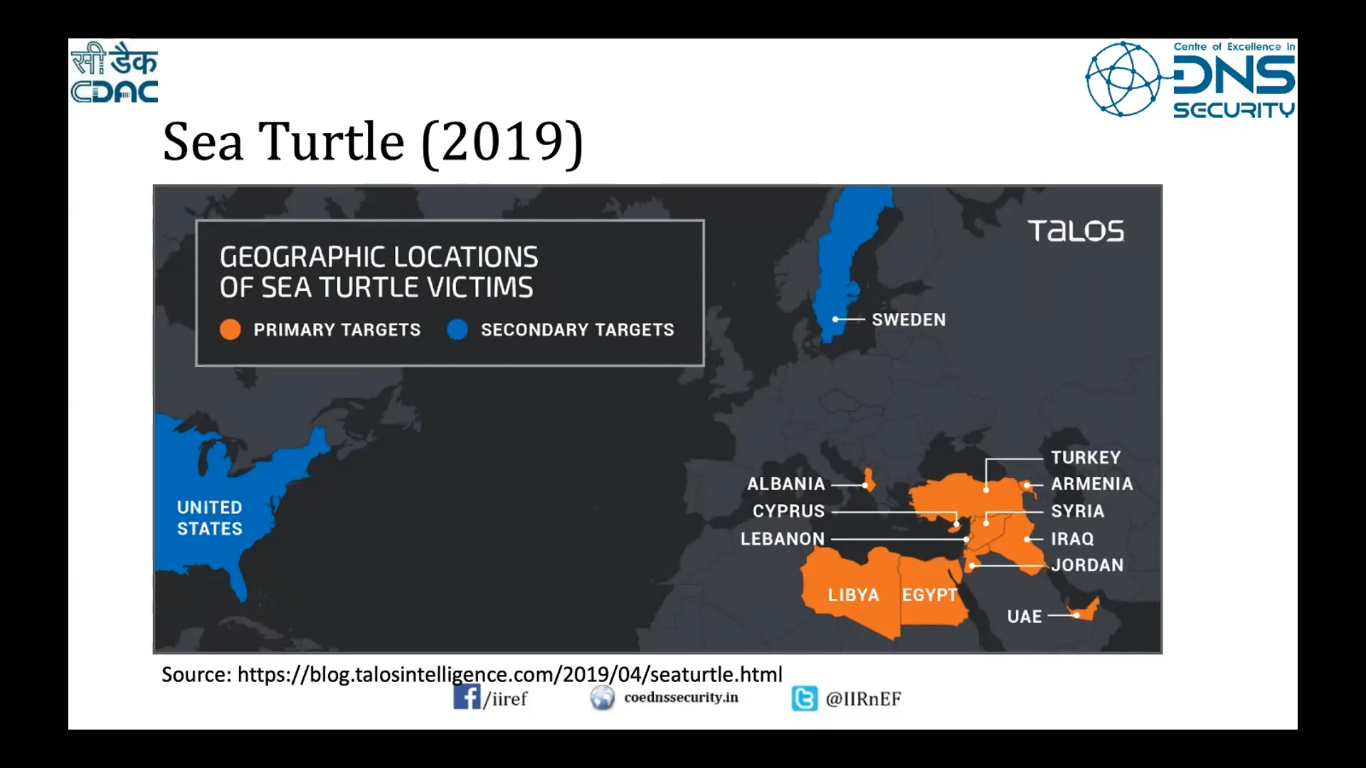 सी डैक
CDAC
Centre of Excellence in
DNS
SECURITY
Sea Turtle (2019)
TALOS
GEOGRAPHIC LOCATIONS
OF SEA TURTLE VICTIMS
PRIMARY TARGETS SECONDARY TARGETS
SWEDEN
UNITED
STATES
ALBANIA
CYPRUS
LEBANON
TURKEY
ARMENIA
SYRIA
IRAQ
JORDAN
LIBYA EGYPT
UAE
Source: https://blog.talosintelligence.com/2019/04/seaturtle.html
/iiref coednssecurity.in @IIRnEF